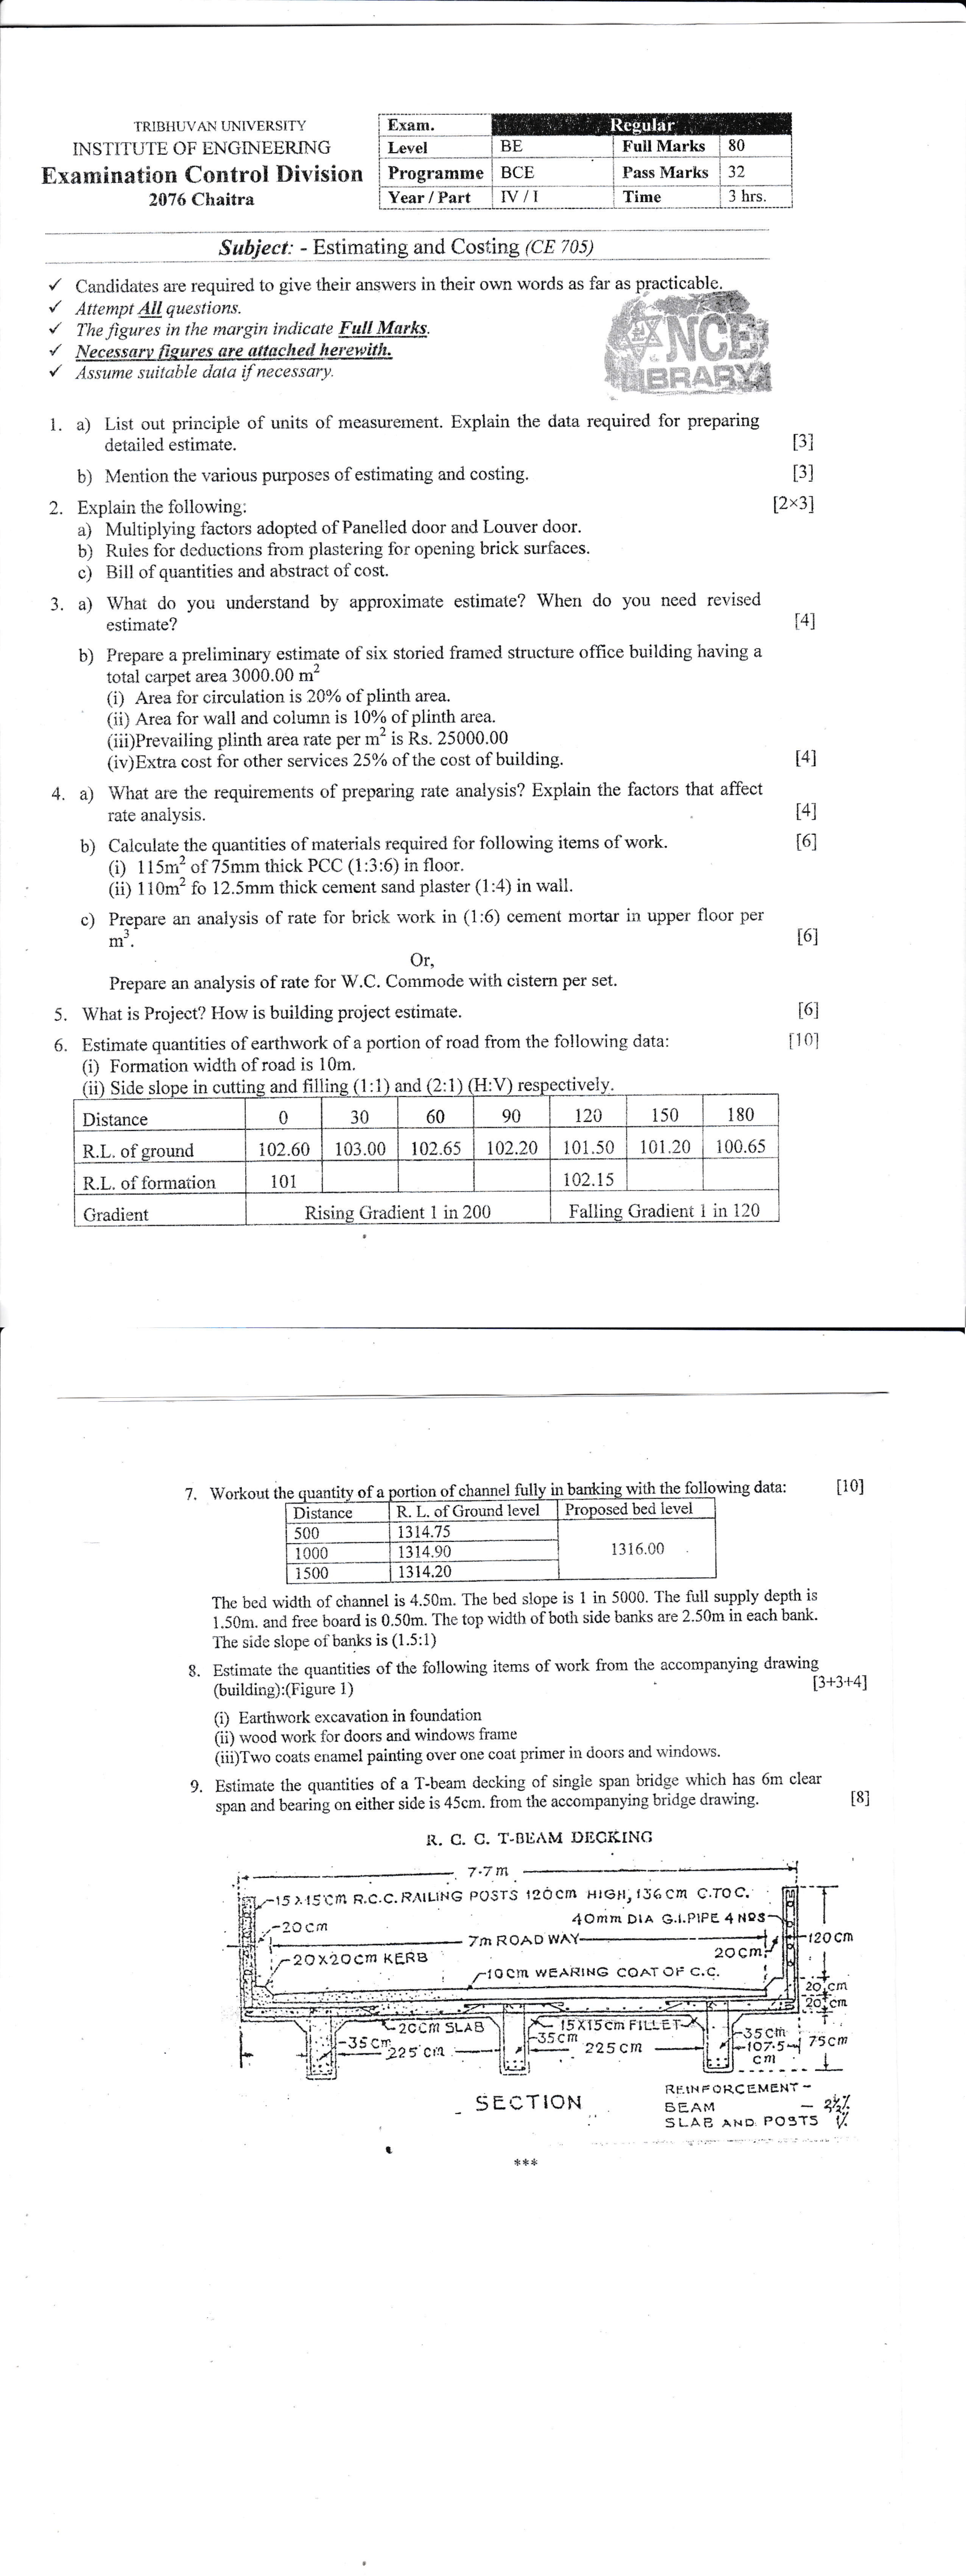 TRIBHUVAN UNIVERSITY
INSTITUTE OF ENGINEERING
Examination Control Division
2076 Chaitra
Exam. Regular
Level BE Full Marks 80
Programme BCE Pass Marks 32
Year / Part IV / I Time 3 hrs.
Subject: - Estimating and Costing (CE 705)
✓ Candidates are required to give their answers in their own words as far as practicable.
✓ Attempt All questions.
✓ The figures in the margin indicate Full Marks.
✓ Necessary figures are attached herewith.
✓ Assume suitable data if necessary.
NCE
LIBRARY
1. a) List out principle of units of measurement. Explain the data required for preparing
detailed estimate. [3]
b) Mention the various purposes of estimating and costing. [3]
2. Explain the following: [2×3]
a) Multiplying factors adopted of Panelled door and Louver door.
b) Rules for deductions from plastering for opening brick surfaces.
c) Bill of quantities and abstract of cost.
3. a) What do you understand by approximate estimate? When do you need revised
estimate? [4]
b) Prepare a preliminary estimate of six storied framed structure office building having a
total carpet area 3000.00 m²
(i) Area for circulation is 20% of plinth area.
(ii) Area for wall and column is 10% of plinth area.
(iii)Prevailing plinth area rate per m² is Rs. 25000.00
(iv)Extra cost for other services 25% of the cost of building. [4]
4. a) What are the requirements of preparing rate analysis? Explain the factors that affect
rate analysis. [4]
b) Calculate the quantities of materials required for following items of work. [6]
(i) 115m² of 75mm thick PCC (1:3:6) in floor.
(ii) 110m² fo 12.5mm thick cement sand plaster (1:4) in wall.
c) Prepare an analysis of rate for brick work in (1:6) cement mortar in upper floor per
m³. [6]
Or,
Prepare an analysis of rate for W.C. Commode with cistern per set.
5. What is Project? How is building project estimate. [6]
6. Estimate quantities of earthwork of a portion of road from the following data: [10]
(i) Formation width of road is 10m.
(ii) Side slope in cutting and filling (1:1) and (2:1) (H:V) respectively.
Distance 0 30 60 90 120 150 180
R.L. of ground 102.60 103.00 102.65 102.20 101.50 101.20 100.65
R.L. of formation 101 102.15
Gradient Rising Gradient 1 in 200 Falling Gradient 1 in 120
7. Workout the quantity of a portion of channel fully in banking with the following data: [10]
Distance R. L. of Ground level Proposed bed level
500 1314.75
1000 1314.90 1316.00
1500 1314.20
The bed width of channel is 4.50m. The bed slope is 1 in 5000. The full supply depth is
1.50m. and free board is 0.50m. The top width of both side banks are 2.50m in each bank.
The side slope of banks is (1.5:1)
8. Estimate the quantities of the following items of work from the accompanying drawing
(building):(Figure 1) [3+3+4]
(i) Earthwork excavation in foundation
(ii) wood work for doors and windows frame
(iii)Two coats enamel painting over one coat primer in doors and windows.
9. Estimate the quantities of a T-beam decking of single span bridge which has 6m clear
span and bearing on either side is 45cm. from the accompanying bridge drawing. [8]
R. C. C. T-BEAM DECKING
7·7m
15×15cm R.C.C. RAILING POSTS 120cm HIGH, 136cm C.TO C.
40mm DIA G.I.PIPE 4 NOS
20cm
7m ROAD WAY
120cm
20×20cm KERB
20cm
10cm WEARING COAT OF C.C.
20cm
20cm
20cm SLAB
15X15cm FILLET
35cm
225cm
35cm
225cm
35cm
107.5 cm
75cm
SECTION
REINFORCEMENT -
BEAM - 2½%
SLAB AND POSTS 1%
***